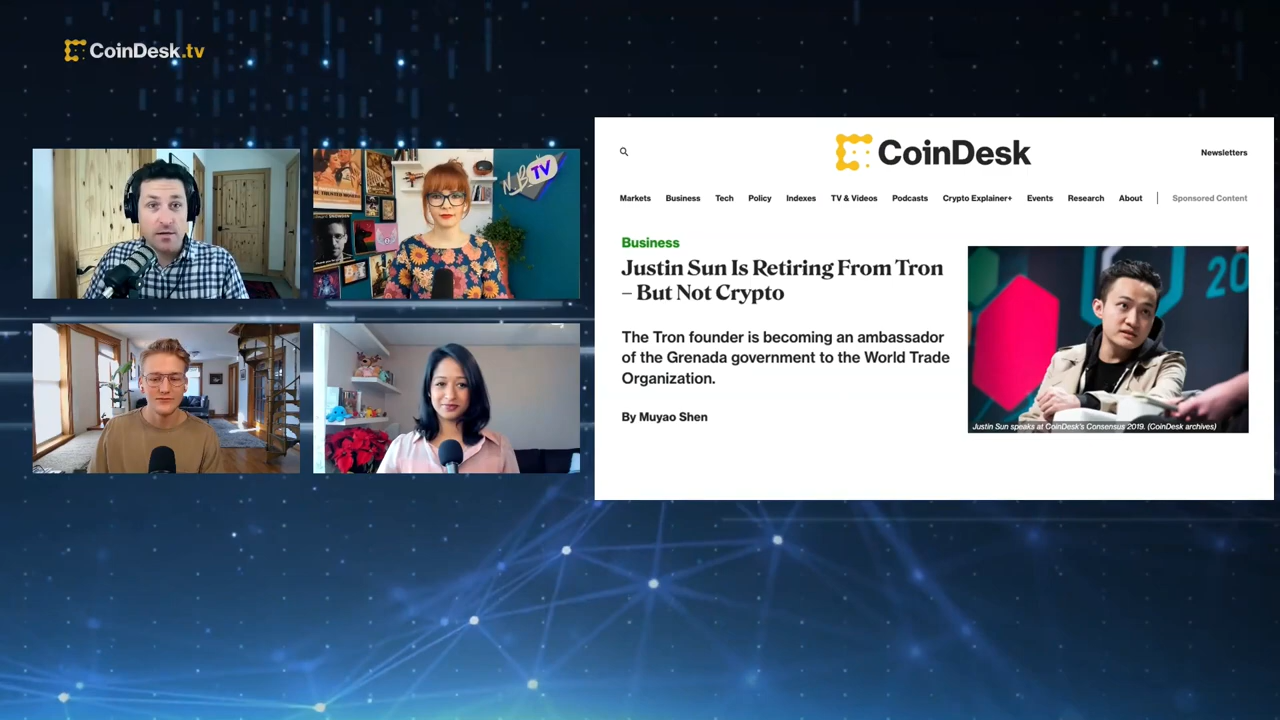 CoinDesk.tv
NBTV
CoinDesk
Newsletters
Markets Business Tech Policy Indexes TV & Videos Podcasts Crypto Explainer+ Events Research About Sponsored Content
Business
Justin Sun Is Retiring From Tron
– But Not Crypto
The Tron founder is becoming an ambassador
of the Grenada government to the World Trade
Organization.
By Muyao Shen
20
Justin Sun speaks at CoinDesk's Consensus 2019. (CoinDesk archives)